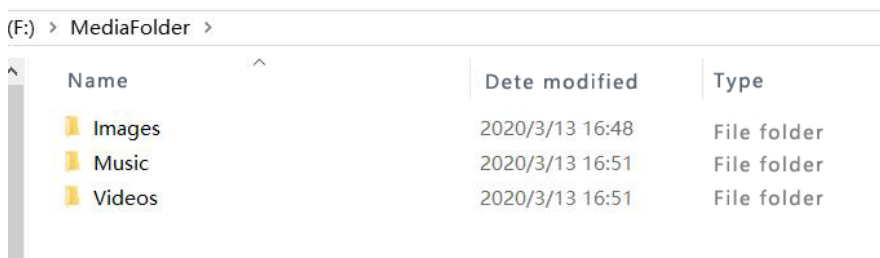 (F:) > MediaFolder >
Name Dete modified Type
Images 2020/3/13 16:48 File folder
Music 2020/3/13 16:51 File folder
Videos 2020/3/13 16:51 File folder